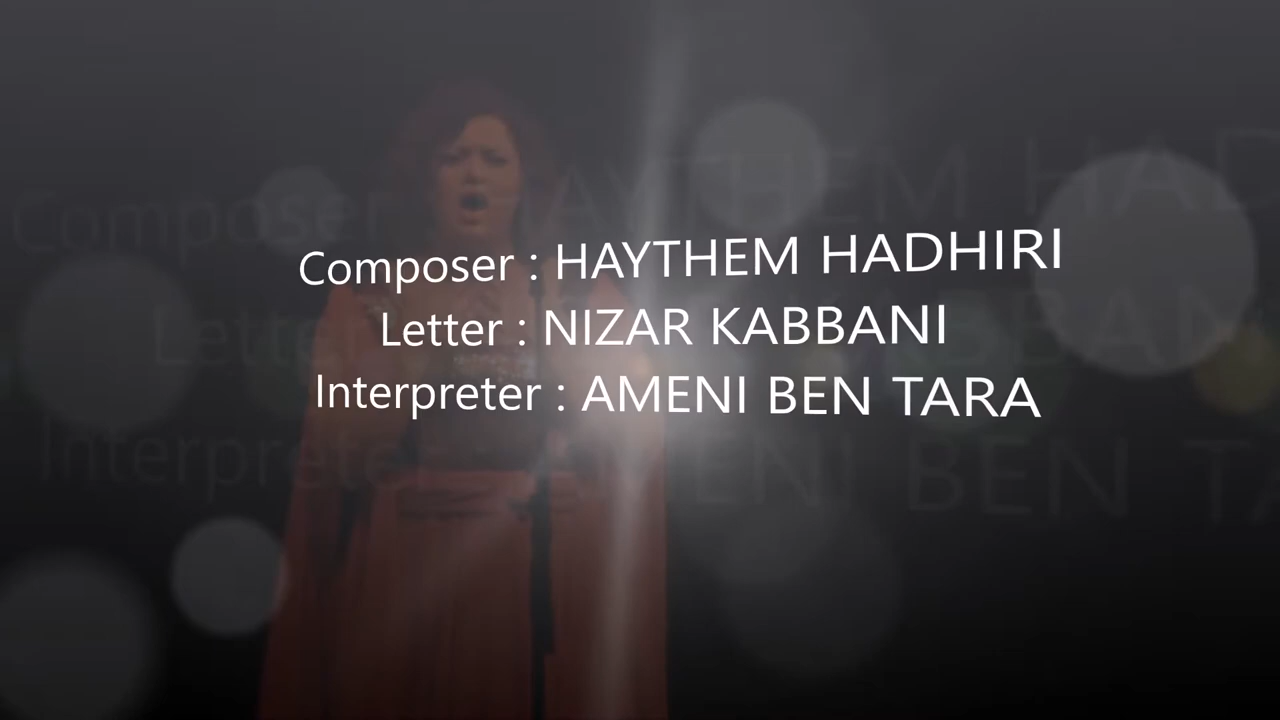 Composer : HAYTHEM HADHIRI
Letter : NIZAR KABBANI
Interpreter : AMENI BEN TARA